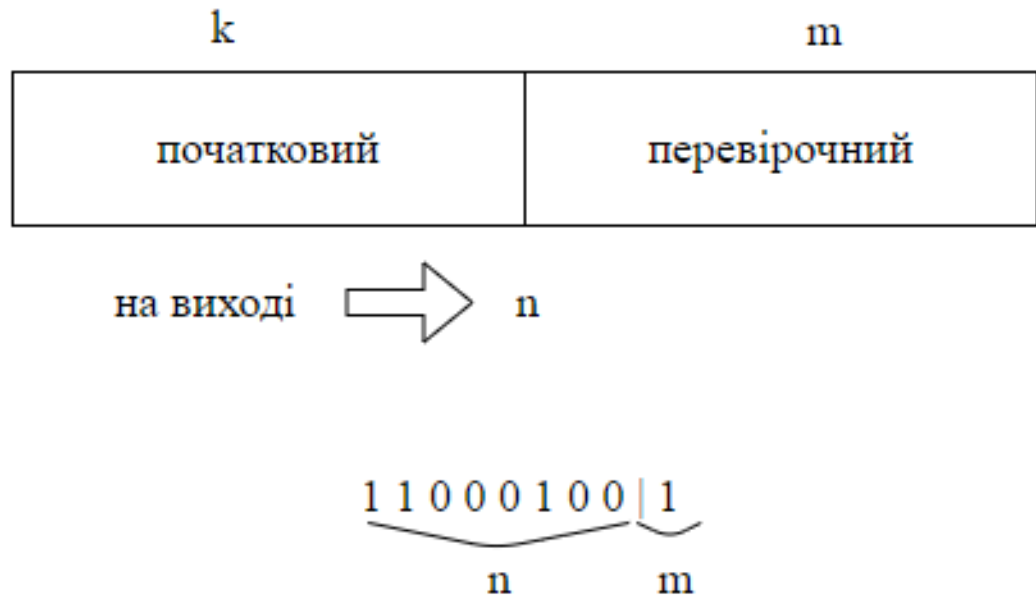 k m
початковий перевірочний
на виході n
1 1 0 0 0 1 0 0 | 1
n m